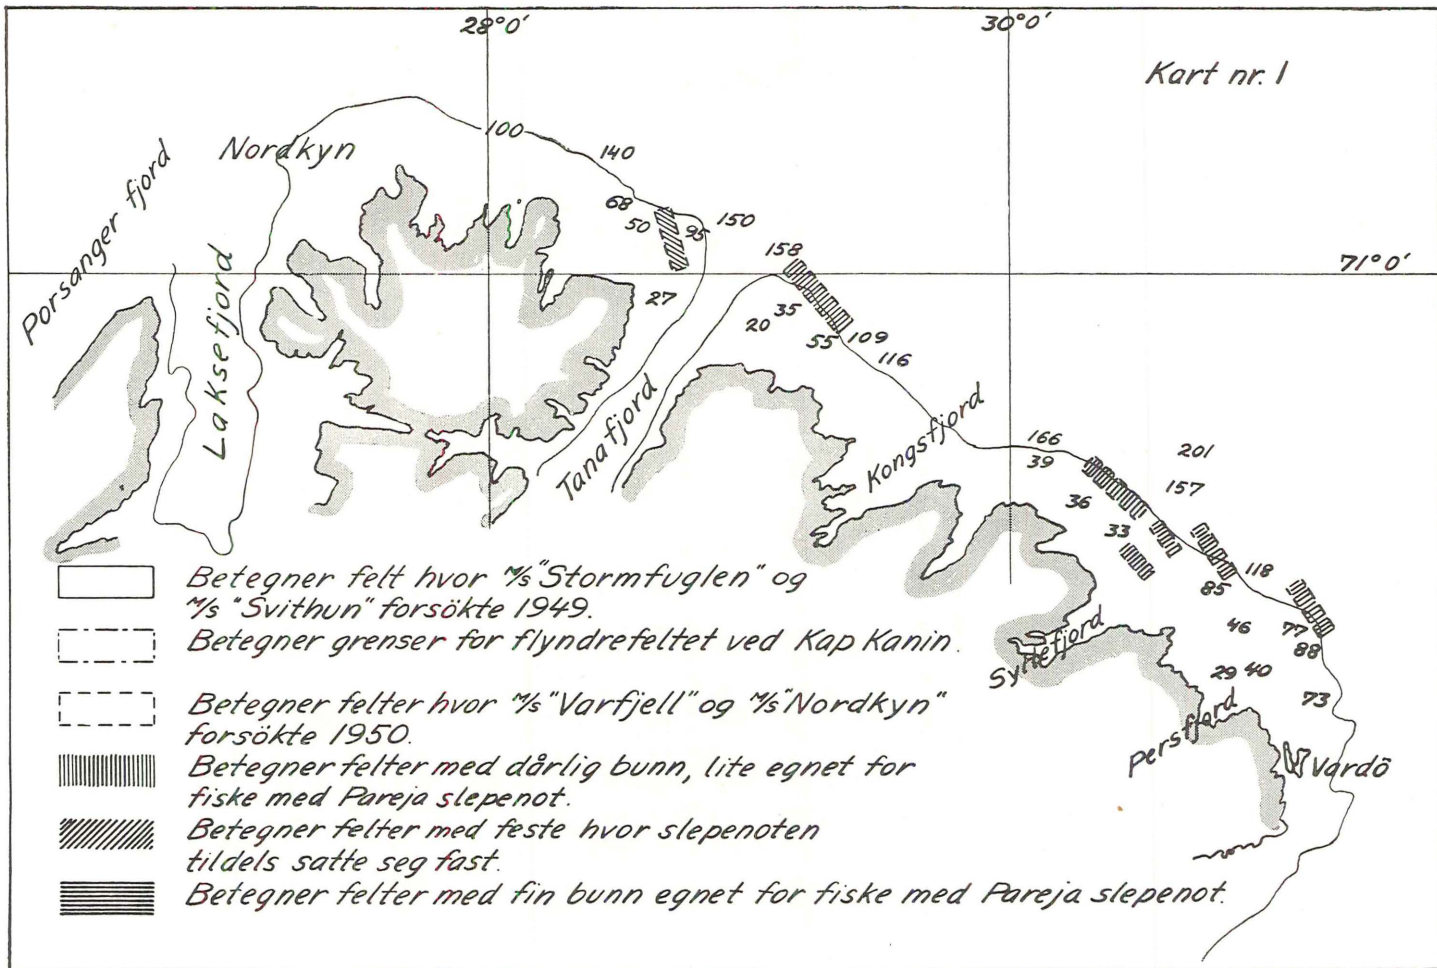 28°0'
30°0'
Kart nr. 1
Nordkyn
Porsanger fjord
Laksefjord
100
140
68
50
95
150
158
71°0'
27
35
20
55
109
116
Tanafjord
Kongsfjord
166
39
201
157
36
33
118
85
46
77
88
29
40
73
Syltefjord
Persfjord
Vardö
Betegner felt hvor M/s "Stormfuglen" og
M/s "Svithun" forsökte 1949.
Betegner grenser for flyndrefeltet ved Kap Kanin.
Betegner felter hvor M/s "Varfjell" og M/s "Nordkyn"
forsökte 1950.
Betegner felter med dårlig bunn, lite egnet for
fiske med Pareja slepenot.
Betegner felter med feste hvor slepenoten
tildels satte seg fast.
Betegner felter med fin bunn egnet for fiske med Pareja slepenot.